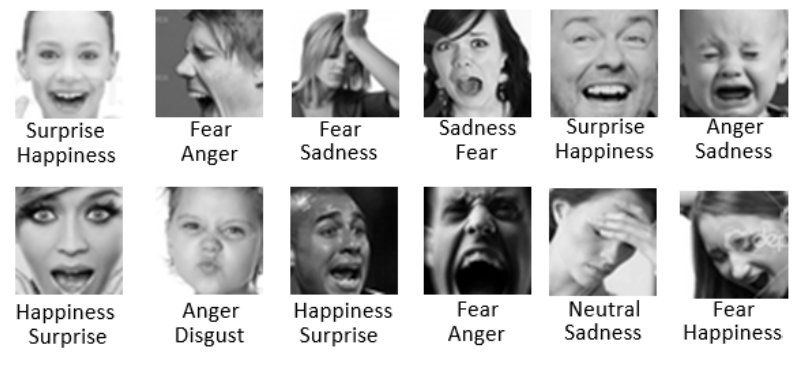 Surprise
Happiness
Fear
Anger
Fear
Sadness
Sadness
Fear
Surprise
Happiness
Anger
Sadness
Happiness
Surprise
Anger
Disgust
Happiness
Surprise
Fear
Anger
Neutral
Sadness
Fear
Happiness